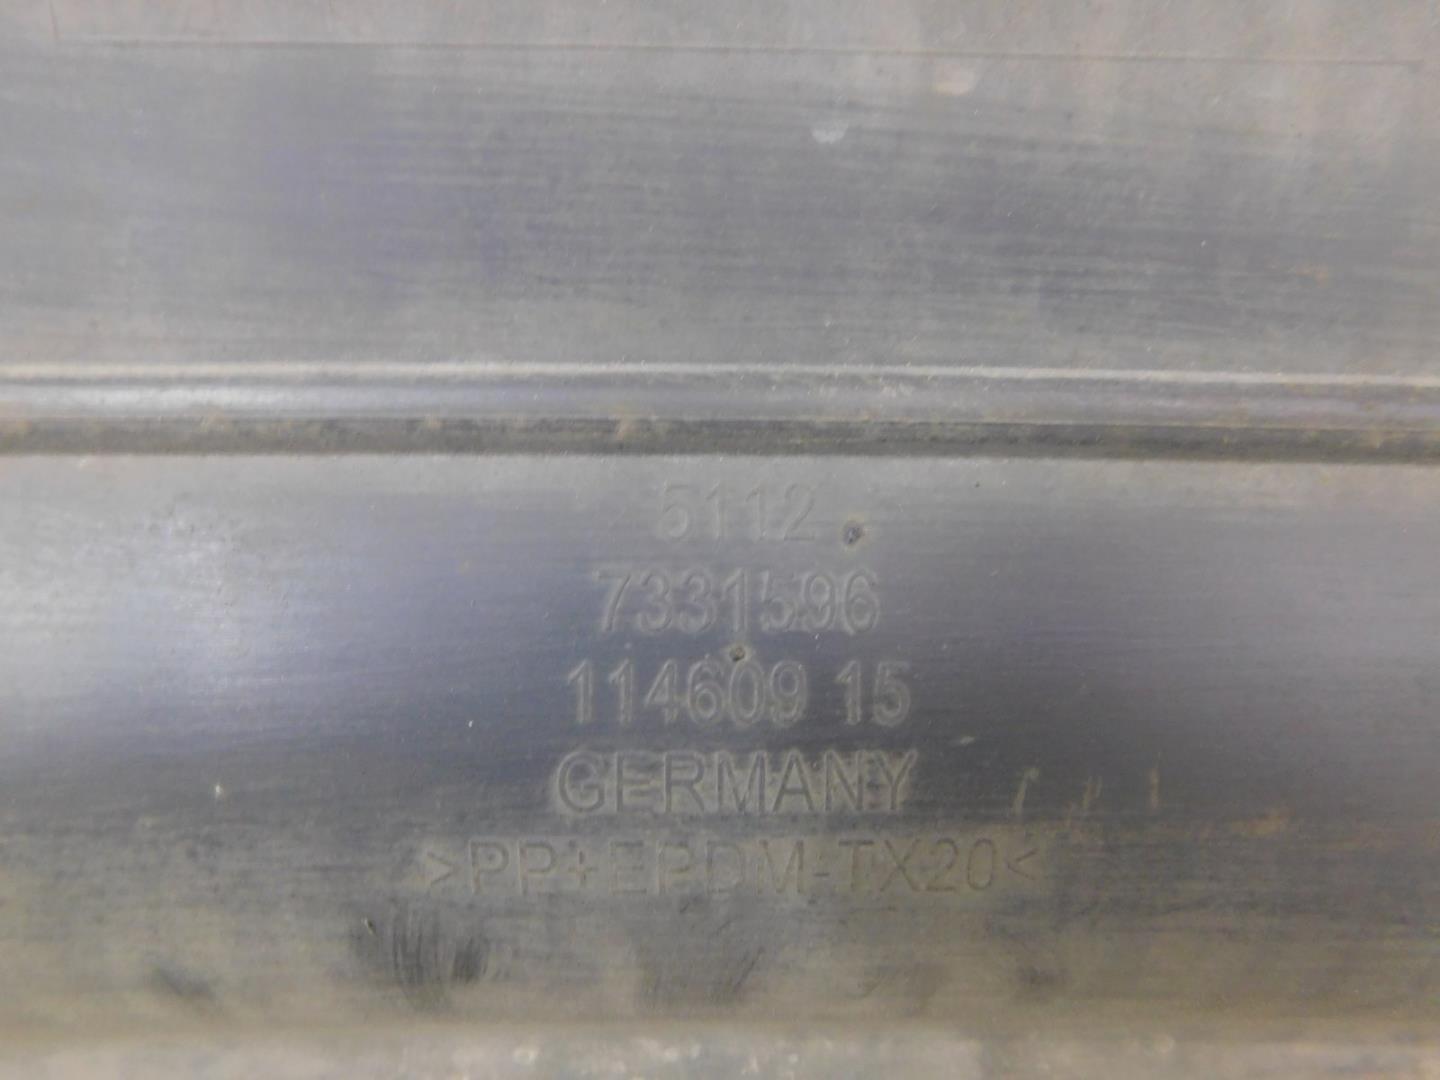 5112
7331596
114609 15
GERMANY
>PP+EPDM-TX20<